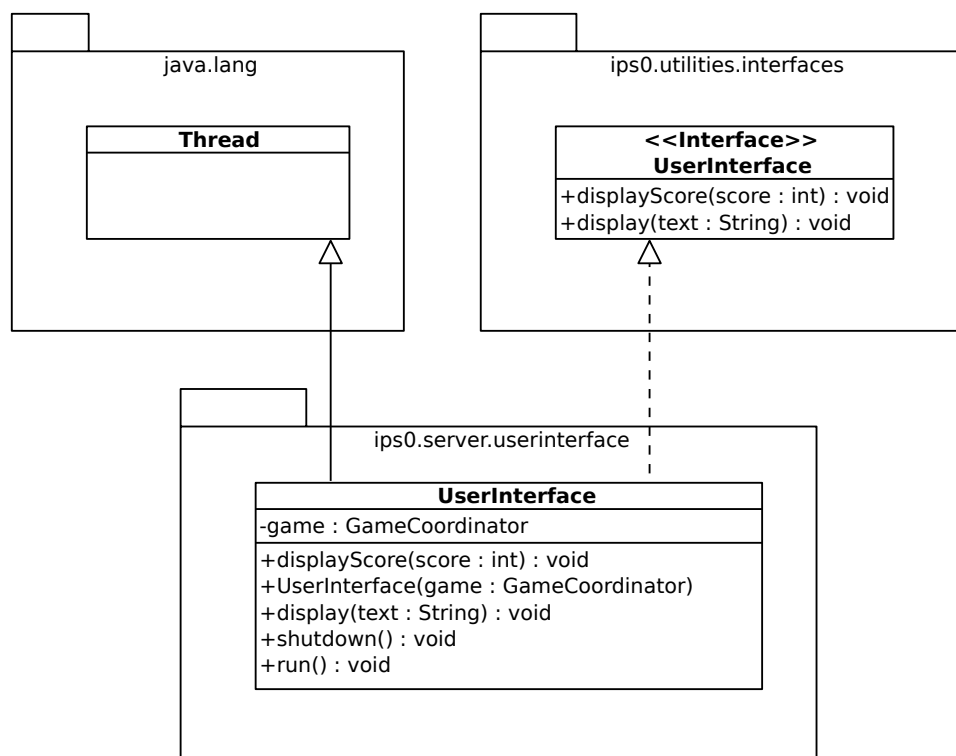 java.lang
Thread
ips0.utilities.interfaces
<<Interface>>
UserInterface
+displayScore(score : int) : void
+display(text : String) : void
ips0.server.userinterface
UserInterface
-game : GameCoordinator
+displayScore(score : int) : void
+UserInterface(game : GameCoordinator)
+display(text : String) : void
+shutdown() : void
+run() : void